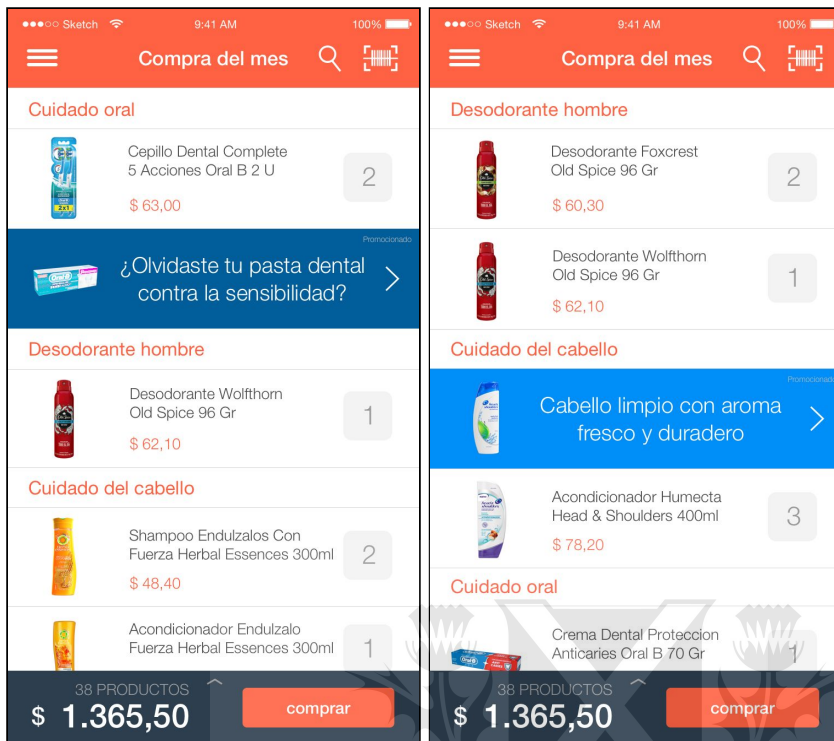 Sketch 9:41 AM 100%
Compra del mes
Cuidado oral
Cepillo Dental Complete
5 Acciones Oral B 2 U
2
$ 63,00
Promocionado
¿Olvidaste tu pasta dental
contra la sensibilidad?
Desodorante hombre
Desodorante Wolfthorn
Old Spice 96 Gr
1
$ 62,10
Cuidado del cabello
Shampoo Endulzalos Con
Fuerza Herbal Essences 300ml
2
$ 48,40
Acondicionador Endulzalo
Fuerza Herbal Essences 300ml
1
38 PRODUCTOS
$ 1.365,50
comprar
Sketch 9:41 AM 100%
Compra del mes
Desodorante hombre
Desodorante Foxcrest
Old Spice 96 Gr
2
$ 60,30
Desodorante Wolfthorn
Old Spice 96 Gr
1
$ 62,10
Cuidado del cabello
Promocionado
Cabello limpio con aroma
fresco y duradero
Acondicionador Humecta
Head & Shoulders 400ml
3
$ 78,20
Cuidado oral
Crema Dental Proteccion
Anticaries Oral B 70 Gr
1
38 PRODUCTOS
$ 1.365,50
comprar